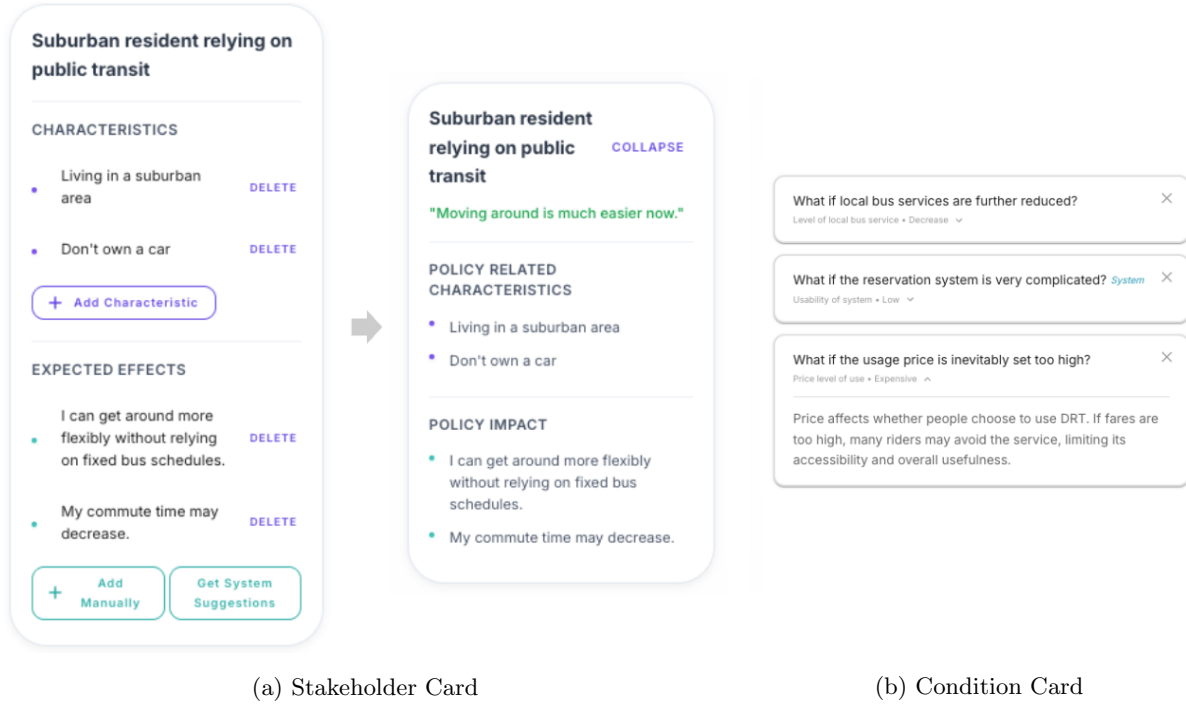 Suburban resident relying on
public transit
CHARACTERISTICS
Living in a suburban
area
DELETE
Don't own a car
DELETE
+ Add Characteristic
EXPECTED EFFECTS
I can get around more
flexibly without relying
on fixed bus schedules.
DELETE
My commute time may
decrease.
DELETE
+ Add
Manually
Get System
Suggestions
Suburban resident
relying on public
transit
COLLAPSE
"Moving around is much easier now."
POLICY RELATED
CHARACTERISTICS
Living in a suburban area
Don't own a car
POLICY IMPACT
I can get around more flexibly
without relying on fixed bus
schedules.
My commute time may decrease.
What if local bus services are further reduced?
Level of local bus service • Decrease
What if the reservation system is very complicated? System
Usability of system • Low
What if the usage price is inevitably set too high?
Price level of use • Expensive
Price affects whether people choose to use DRT. If fares are
too high, many riders may avoid the service, limiting its
accessibility and overall usefulness.
(a) Stakeholder Card
(b) Condition Card